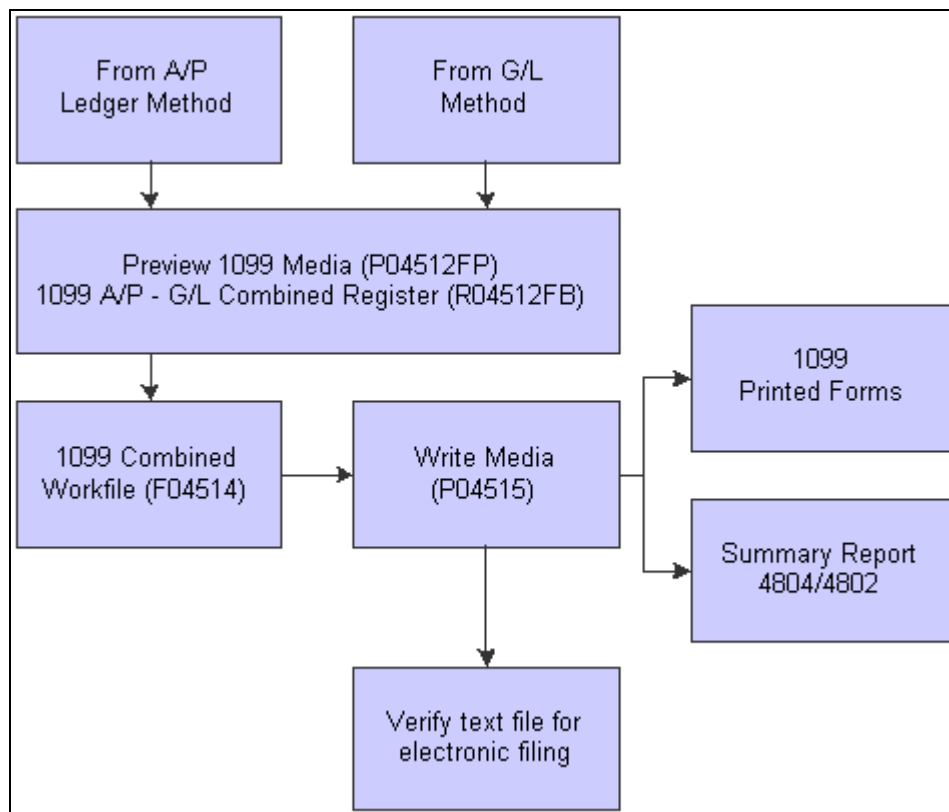 From A/P
Ledger Method
From G/L
Method
Preview 1099 Media (P04512FP)
1099 A/P - G/L Combined Register (R04512FB)
1099 Combined
Workfile (F04514)
Write Media
(P04515)
1099
Printed Forms
Summary Report
4804/4802
Verify text file for
electronic filing